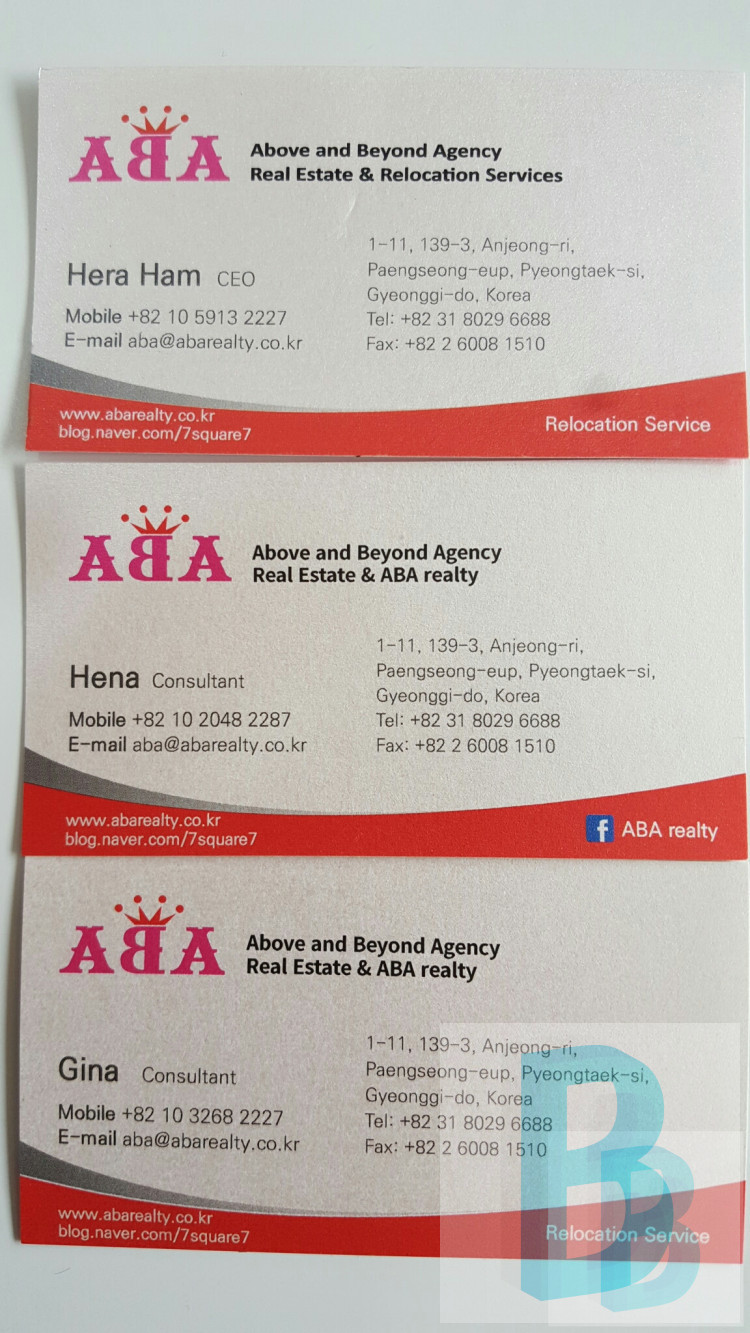 ABA
Above and Beyond Agency
Real Estate & Relocation Services
Hera Ham CEO
Mobile +82 10 5913 2227
E-mail aba@abarealty.co.kr
1-11, 139-3, Anjeong-ri,
Paengseong-eup, Pyeongtaek-si,
Gyeonggi-do, Korea
Tel: +82 31 8029 6688
Fax: +82 2 6008 1510
www.abarealty.co.kr
blog.naver.com/7square7
Relocation Service
ABA
Above and Beyond Agency
Real Estate & ABA realty
Hena Consultant
Mobile +82 10 2048 2287
E-mail aba@abarealty.co.kr
1-11, 139-3, Anjeong-ri,
Paengseong-eup, Pyeongtaek-si,
Gyeonggi-do, Korea
Tel: +82 31 8029 6688
Fax: +82 2 6008 1510
www.abarealty.co.kr
blog.naver.com/7square7
f ABA realty
ABA
Above and Beyond Agency
Real Estate & ABA realty
Gina Consultant
Mobile +82 10 3268 2227
E-mail aba@abarealty.co.kr
1-11, 139-3, Anjeong-ri,
Paengseong-eup, Pyeongtaek-si,
Gyeonggi-do, Korea
Tel: +82 31 8029 6688
Fax: +82 2 6008 1510
www.abarealty.co.kr
blog.naver.com/7square7
Relocation Service
BB